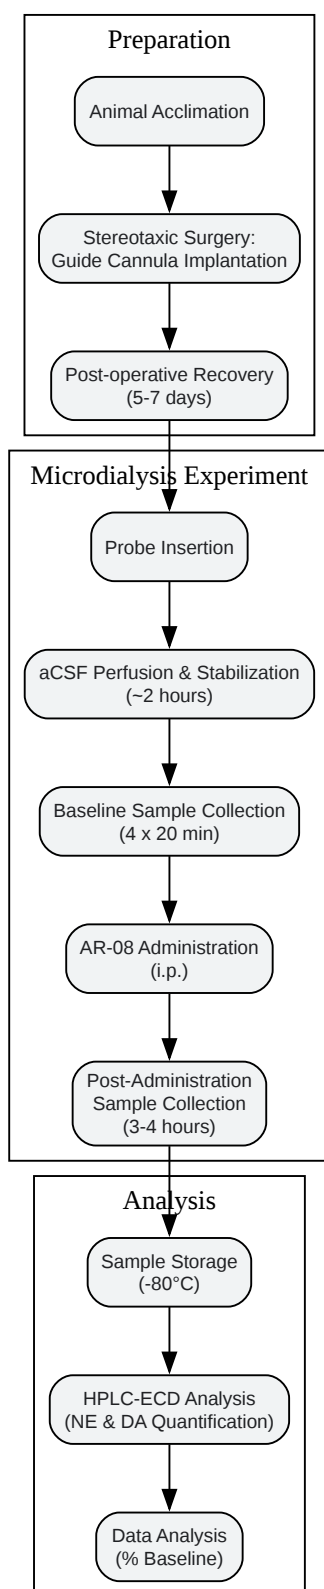 Preparation
Animal Acclimation
Stereotaxic Surgery:
Guide Cannula Implantation
Post-operative Recovery
(5-7 days)
Microdialysis Experiment
Probe Insertion
aCSF Perfusion & Stabilization
(~2 hours)
Baseline Sample Collection
(4 x 20 min)
AR-08 Administration
(i.p.)
Post-Administration
Sample Collection
(3-4 hours)
Analysis
Sample Storage
(-80°C)
HPLC-ECD Analysis
(NE & DA Quantification)
Data Analysis
(% Baseline)